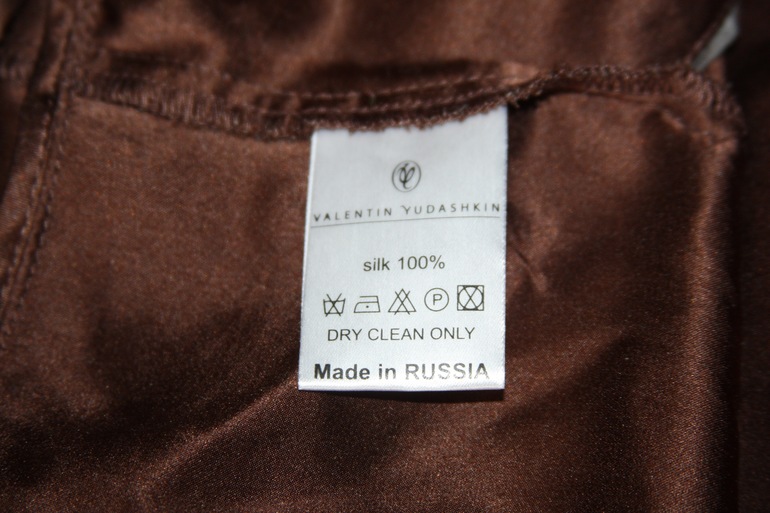 VALENTIN YUDASHKIN
silk 100%
P
DRY CLEAN ONLY
Made in RUSSIA